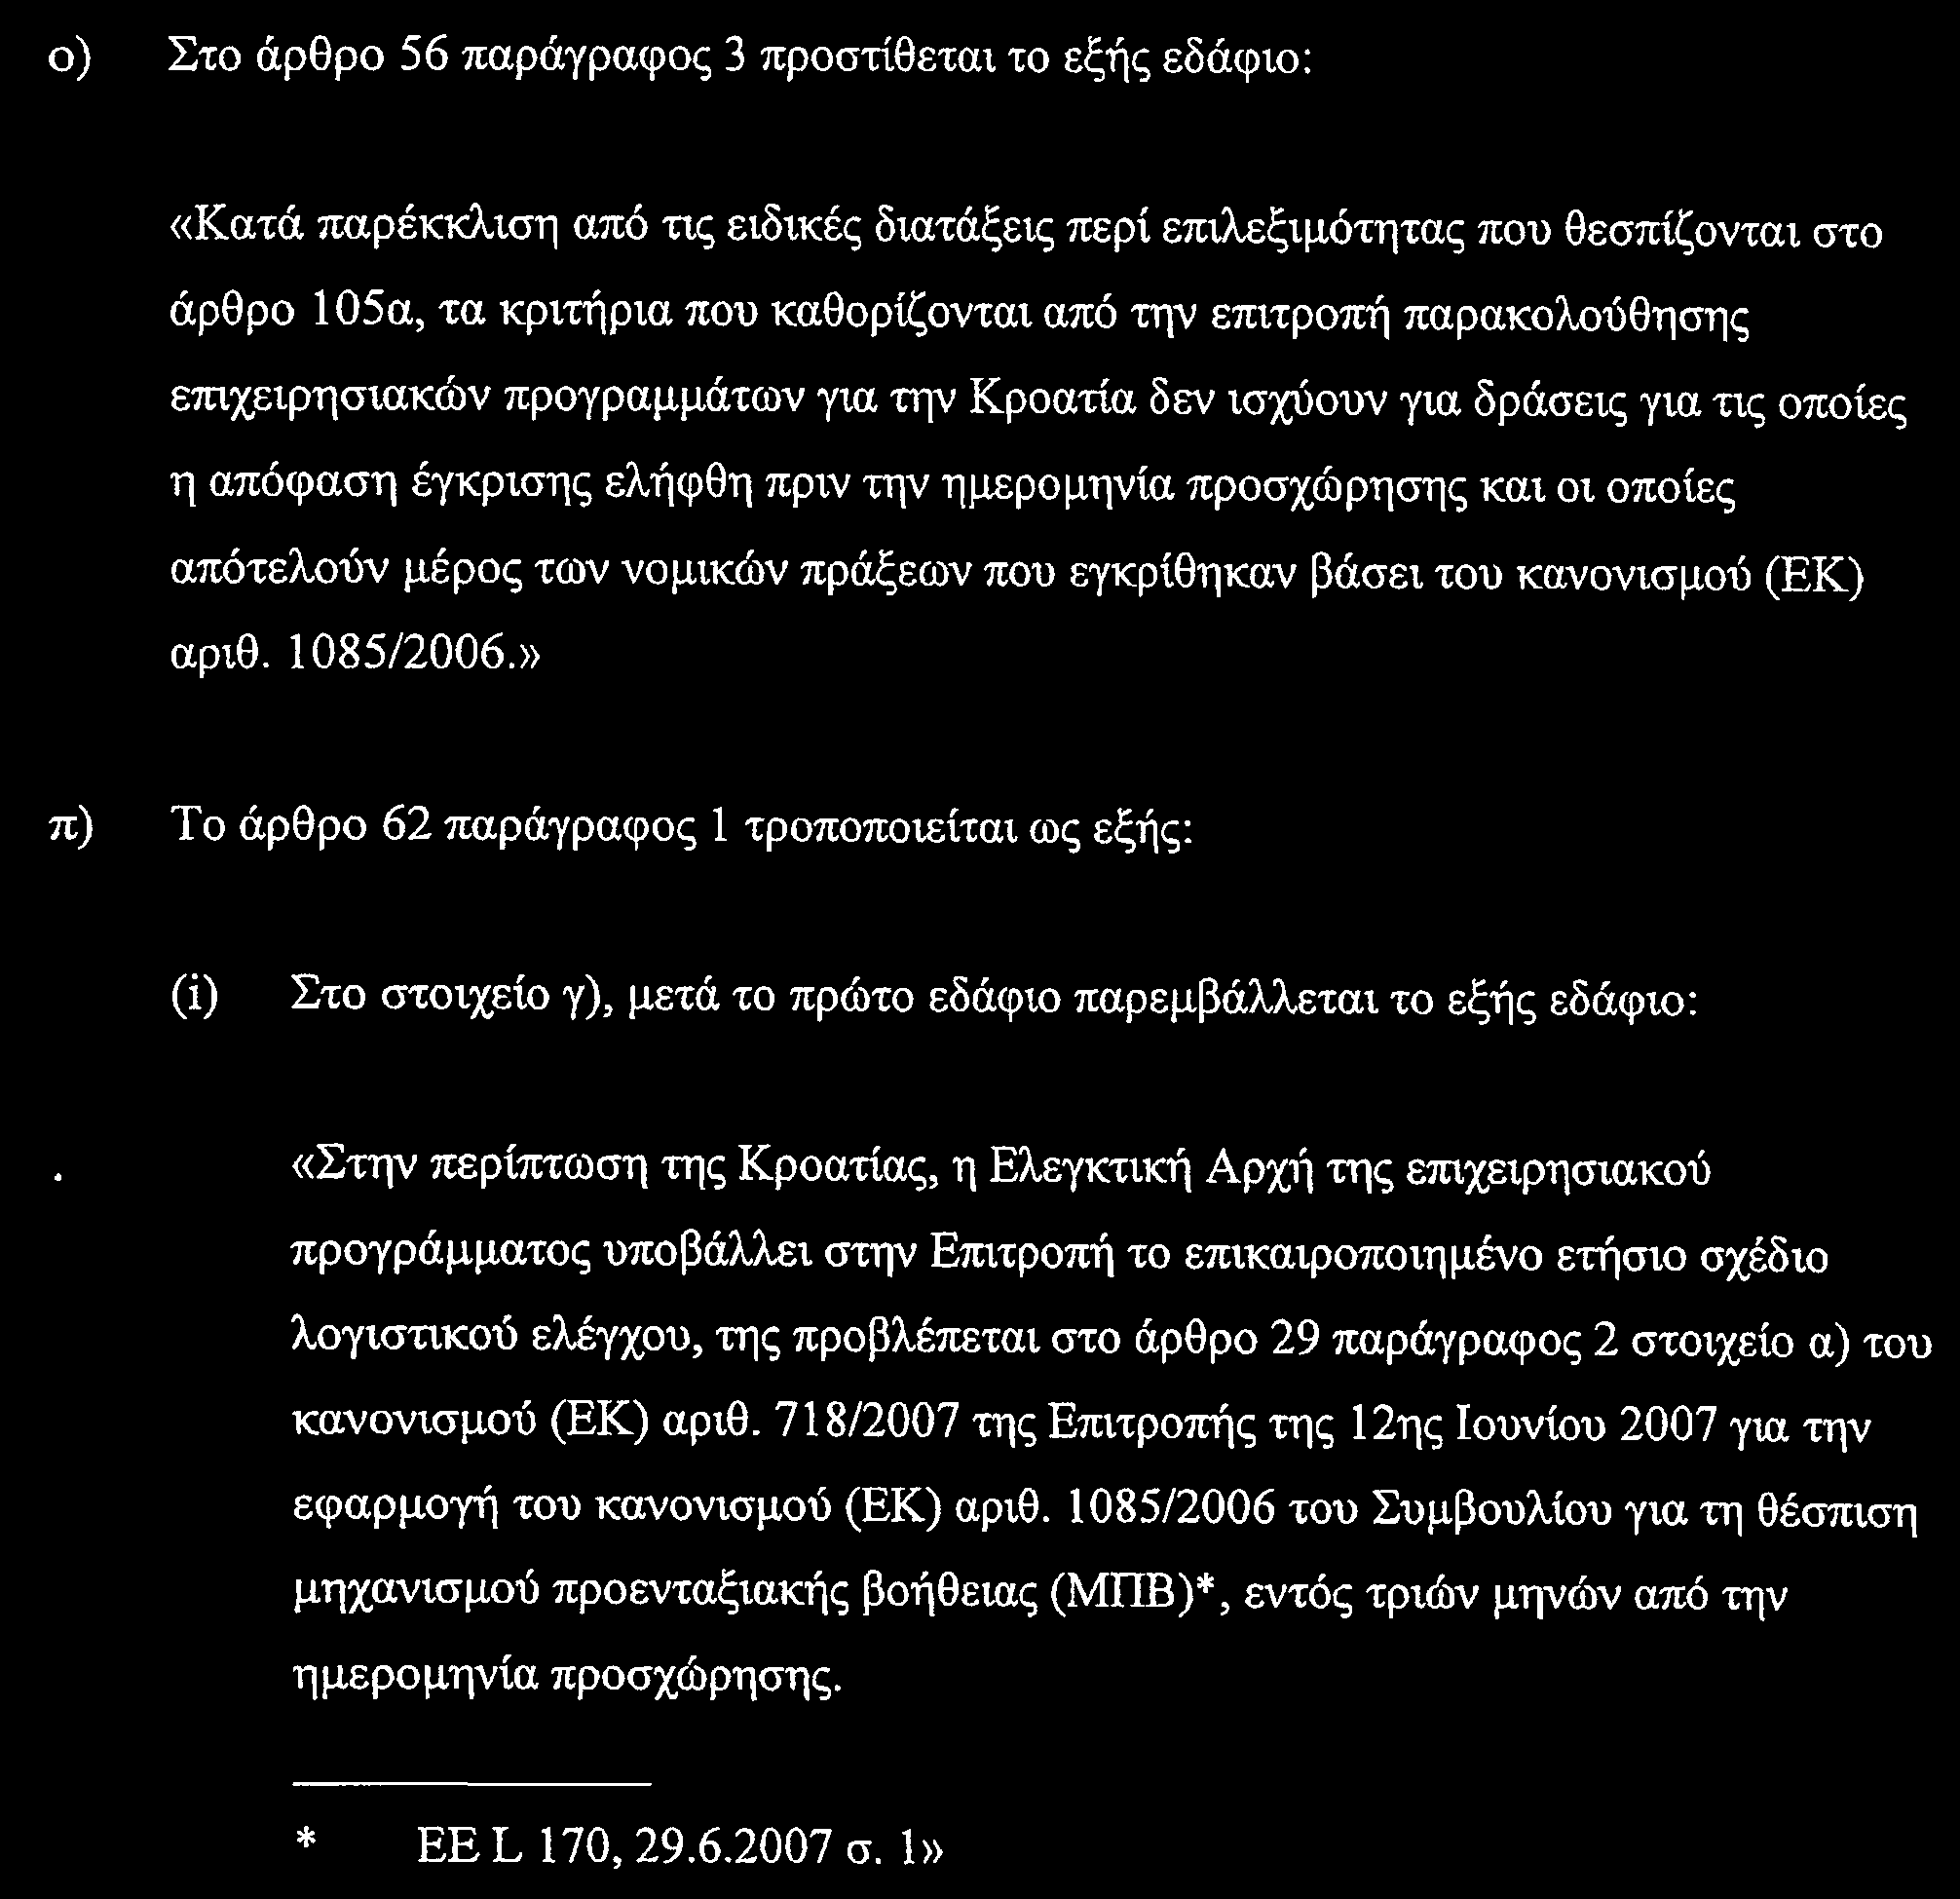 ο) Στο άρθρο 56 παράγραφος 3 προστίθεται το εξής εδάφιο:
«Κατά παρέκκλιση από τις ειδικές διατάξεις περί επιλεξιμότητας που θεσπίζονται στο
άρθρο 105α, τα κριτήρια που καθορίζονται από την επιτροπή παρακολούθησης
επιχειρησιακών προγραμμάτων για την Κροατία δεν ισχύουν για δράσεις για τις οποίες
η απόφαση έγκρισης ελήφθη πριν την ημερομηνία προσχώρησης και οι οποίες
απότελούν μέρος των νομικών πράξεων που εγκρίθηκαν βάσει του κανονισμού (ΕΚ)
αριθ. 1085/2006.»
π) Το άρθρο 62 παράγραφος 1 τροποποιείται ως εξής:
(i) Στο στοιχείο γ), μετά το πρώτο εδάφιο παρεμβάλλεται το εξής εδάφιο:
«Στην περίπτωση της Κροατίας, η Ελεγκτική Αρχή της επιχειρησιακού
προγράμματος υποβάλλει στην Επιτροπή το επικαιροποιημένο ετήσιο σχέδιο
λογιστικού ελέγχου, της προβλέπεται στο άρθρο 29 παράγραφος 2 στοιχείο α) του
κανονισμού (ΕΚ) αριθ. 718/2007 της Επιτροπής της 12ης Ιουνίου 2007 για την
εφαρμογή του κανονισμού (ΕΚ) αριθ. 1085/2006 του Συμβουλίου για τη θέσπιση
μηχανισμού προενταξιακής βοήθειας (ΜΠΒ)*, εντός τριών μηνών από την
ημερομηνία προσχώρησης.
* ΕΕ L 170, 29.6.2007 σ. 1»